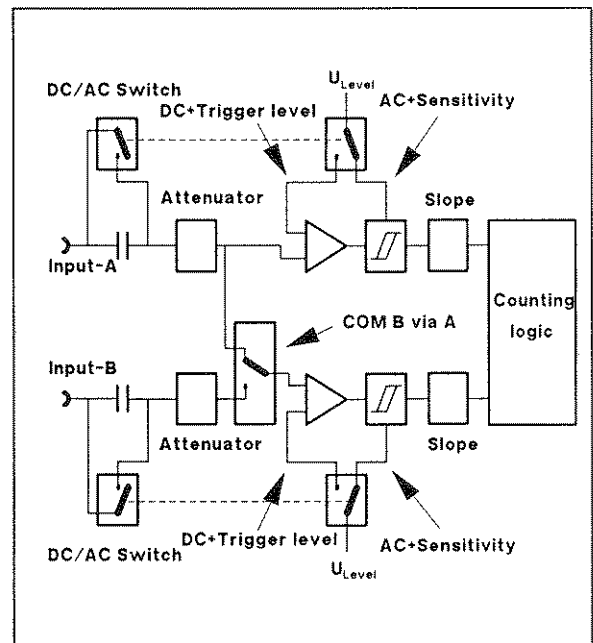 U_Level
DC/AC Switch
DC+Trigger level
AC+Sensitivity
Attenuator
Slope
Input-A
Counting
logic
COM B via A
Input-B
Attenuator
Slope
DC+Trigger level
AC+Sensitivity
DC/AC Switch
U_Level